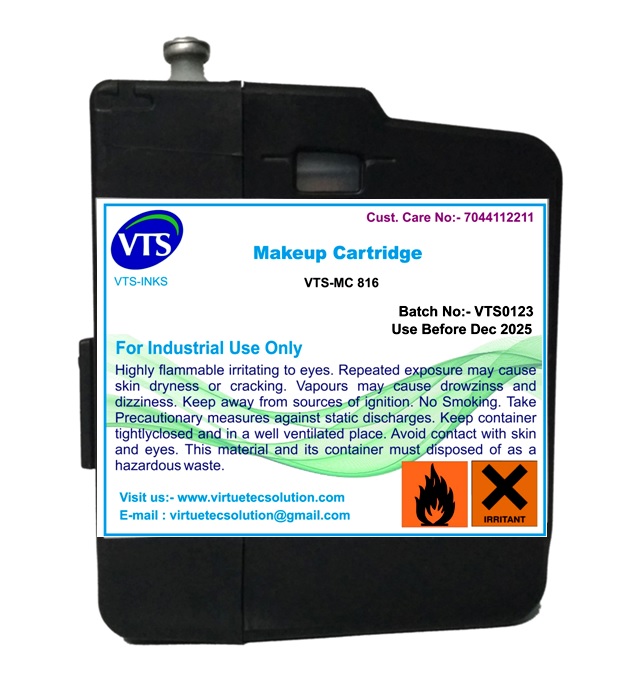 Cust. Care No:- 7044112211
VTS
VTS-INKS
Makeup Cartridge
VTS-MC 816
Batch No:- VTS0123
Use Before Dec 2025
For Industrial Use Only
Highly flammable irritating to eyes. Repeated exposure may cause
skin dryness or cracking. Vapours may cause drowzinss and
dizziness. Keep away from sources of ignition. No Smoking. Take
Precautionary measures against static discharges. Keep container
tightlyclosed and in a well ventilated place. Avoid contact with skin
and eyes. This material and its container must disposed of as a
hazardous waste.
Visit us:- www.virtuetecsolution.com
E-mail : virtuetecsolution@gmail.com
IRRITANT